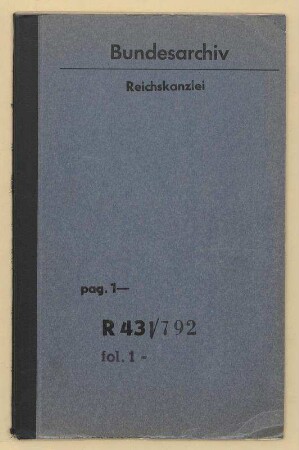 Bundesarchiv
Reichskanzlei
pag. 1—
R 43 I/792
fol. 1 -